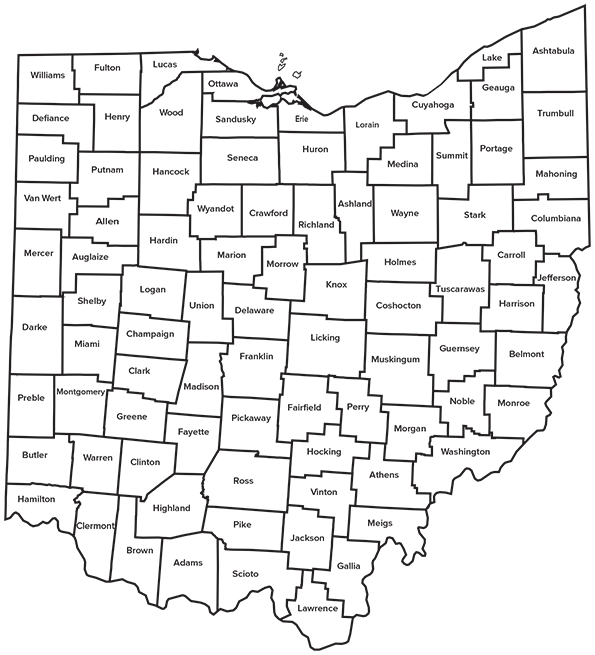 Williams
Fulton
Lucas
Ottawa
Lake
Ashtabula
Geauga
Defiance
Henry
Wood
Sandusky
Erie
Lorain
Cuyahoga
Trumbull
Paulding
Putnam
Hancock
Seneca
Huron
Medina
Summit
Portage
Mahoning
Van Wert
Allen
Wyandot
Crawford
Richland
Ashland
Wayne
Stark
Columbiana
Mercer
Auglaize
Hardin
Marion
Morrow
Holmes
Carroll
Jefferson
Shelby
Logan
Union
Delaware
Knox
Coshocton
Tuscarawas
Harrison
Darke
Miami
Champaign
Clark
Madison
Franklin
Licking
Muskingum
Guernsey
Belmont
Preble
Montgomery
Greene
Fayette
Pickaway
Fairfield
Perry
Morgan
Noble
Monroe
Butler
Warren
Clinton
Ross
Hocking
Athens
Washington
Hamilton
Clermont
Highland
Pike
Vinton
Jackson
Meigs
Brown
Adams
Scioto
Gallia
Lawrence